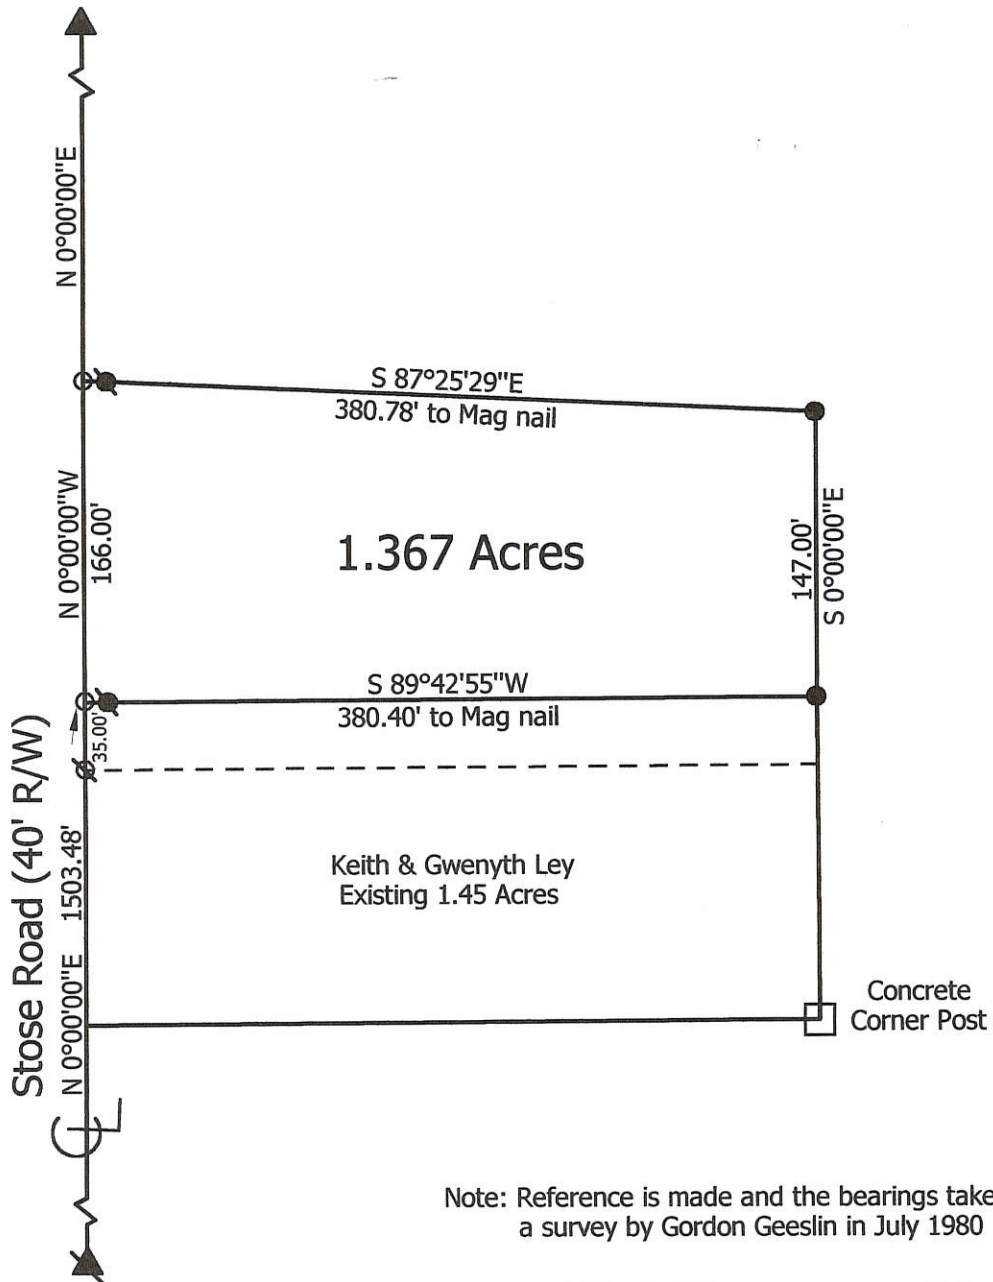 N 0°00'00"E
S 87°25'29"E
380.78' to Mag nail
N 0°00'00"W
166.00'
1.367 Acres
147.00'
S 0°00'00"E
S 89°42'55"W
380.40' to Mag nail
35.00'
Stose Road (40' R/W)
N 0°00'00"E 1503.48'
Keith & Gwenyth Ley
Existing 1.45 Acres
Concrete
Corner Post
Note: Reference is made and the bearings take
a survey by Gordon Geeslin in July 1980